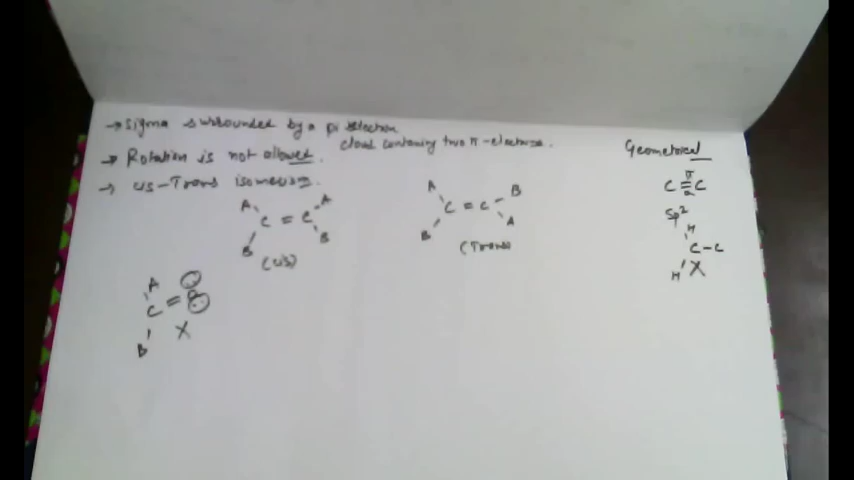 → Sigma surrounded by a pi electron
cloud containing two π-electrons.
→ Rotation is not allowed.
→ cis-Trans isomerism.
A A
C = C
B B
(cis)
A B
C = C
B A
(Trans)
A
C =
B X
Geometrical
π
C = C
Sp²
H
C - C
H X